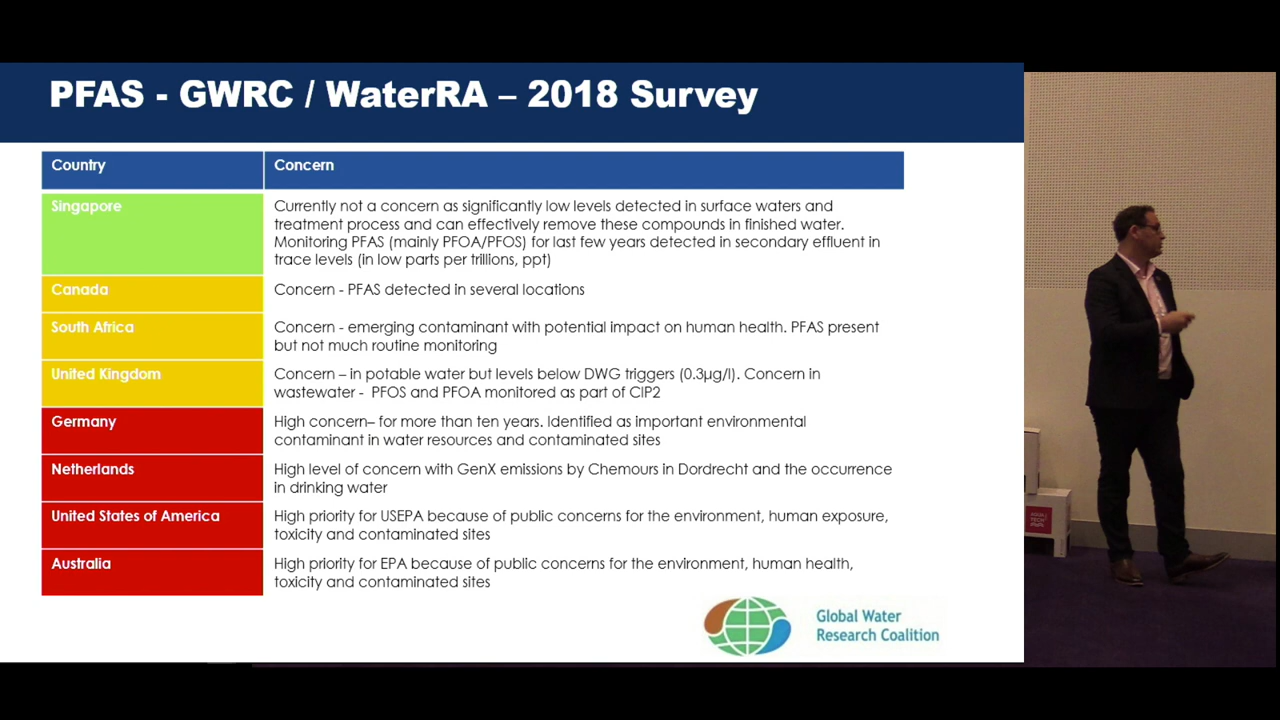 PFAS - GWRC / WaterRA – 2018 Survey
Country
Concern
Singapore
Currently not a concern as significantly low levels detected in surface waters and
treatment process and can effectively remove these compounds in finished water.
Monitoring PFAS (mainly PFOA/PFOS) for last few years detected in secondary effluent in
trace levels (in low parts per trillions, ppt)
Canada
Concern - PFAS detected in several locations
South Africa
Concern - emerging contaminant with potential impact on human health. PFAS present
but not much routine monitoring
United Kingdom
Concern – in potable water but levels below DWG triggers (0.3µg/l). Concern in
wastewater - PFOS and PFOA monitored as part of CIP2
Germany
High concern– for more than ten years. Identified as important environmental
contaminant in water resources and contaminated sites
Netherlands
High level of concern with GenX emissions by Chemours in Dordrecht and the occurrence
in drinking water
United States of America
High priority for USEPA because of public concerns for the environment, human exposure,
toxicity and contaminated sites
Australia
High priority for EPA because of public concerns for the environment, human health,
toxicity and contaminated sites
Global Water
Research Coalition